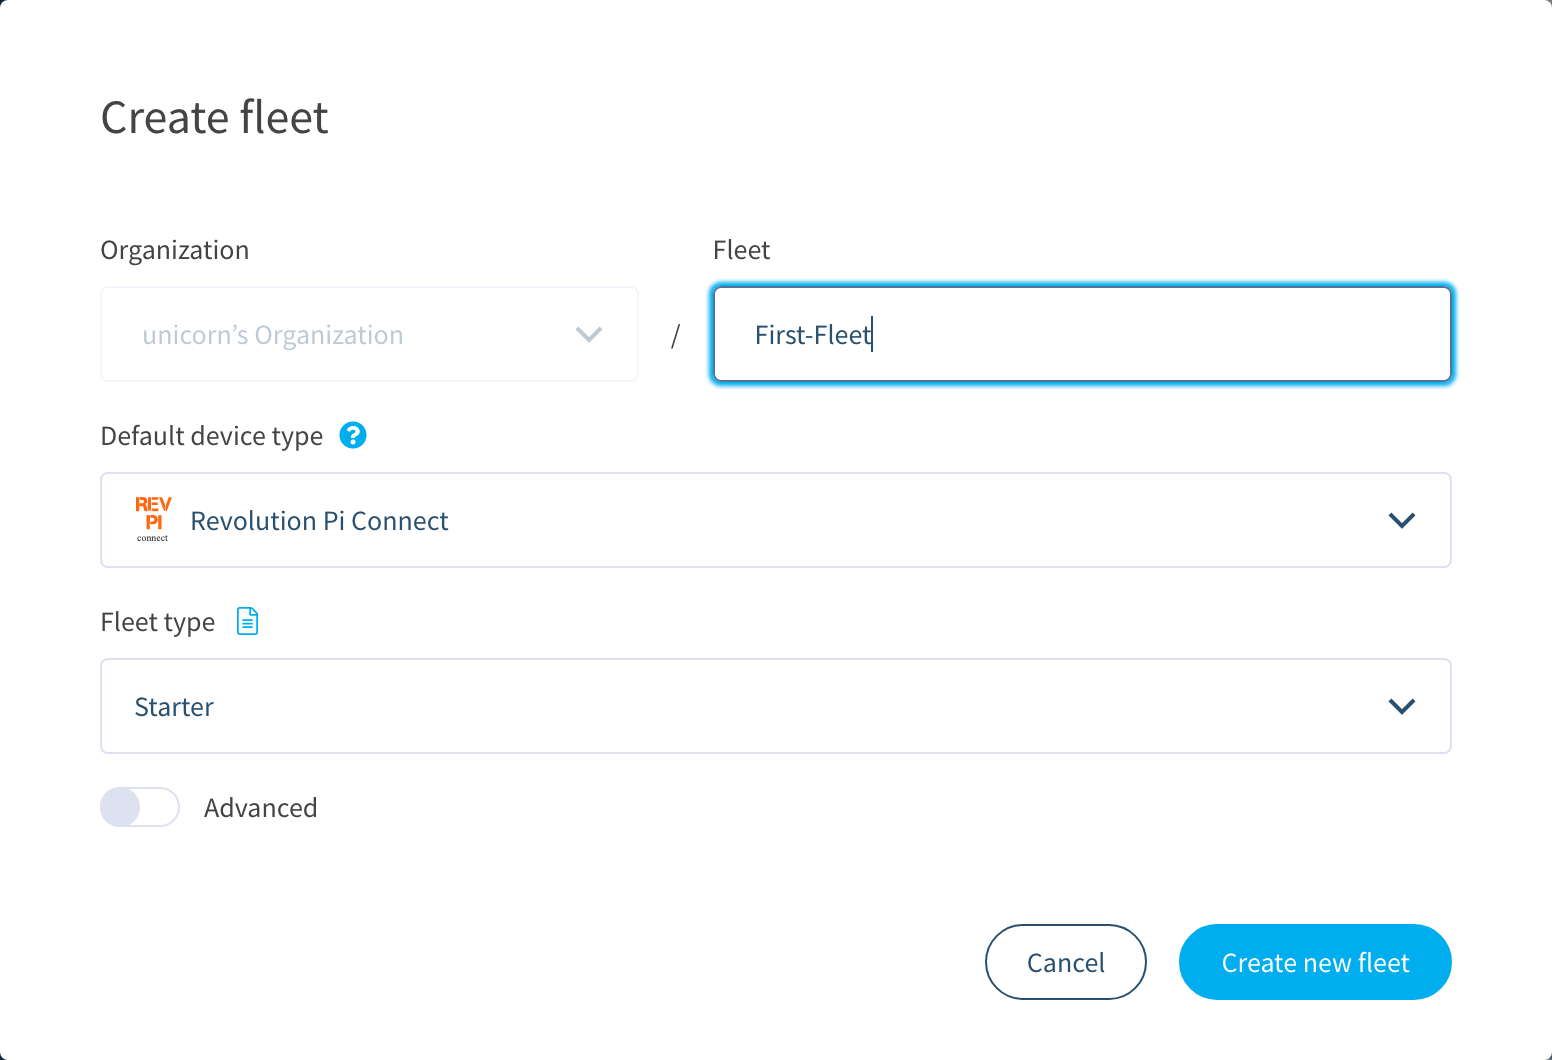 Create fleet
Organization
Fleet
unicorn’s Organization
/
First-Fleet
Default device type ?
REV
PI
connect
Revolution Pi Connect
Fleet type
Starter
Advanced
Cancel
Create new fleet